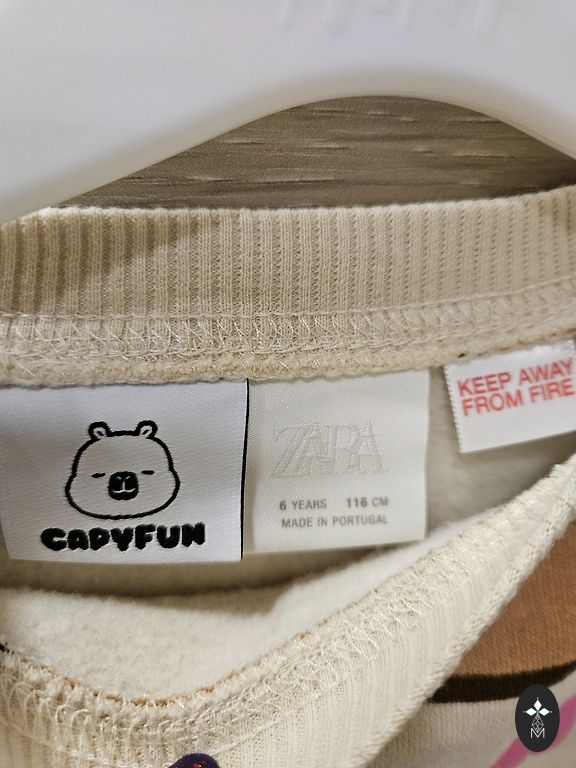 CAPYFUN
ZARA
6 YEARS 116 CM
MADE IN PORTUGAL
KEEP AWAY
FROM FIRE
M